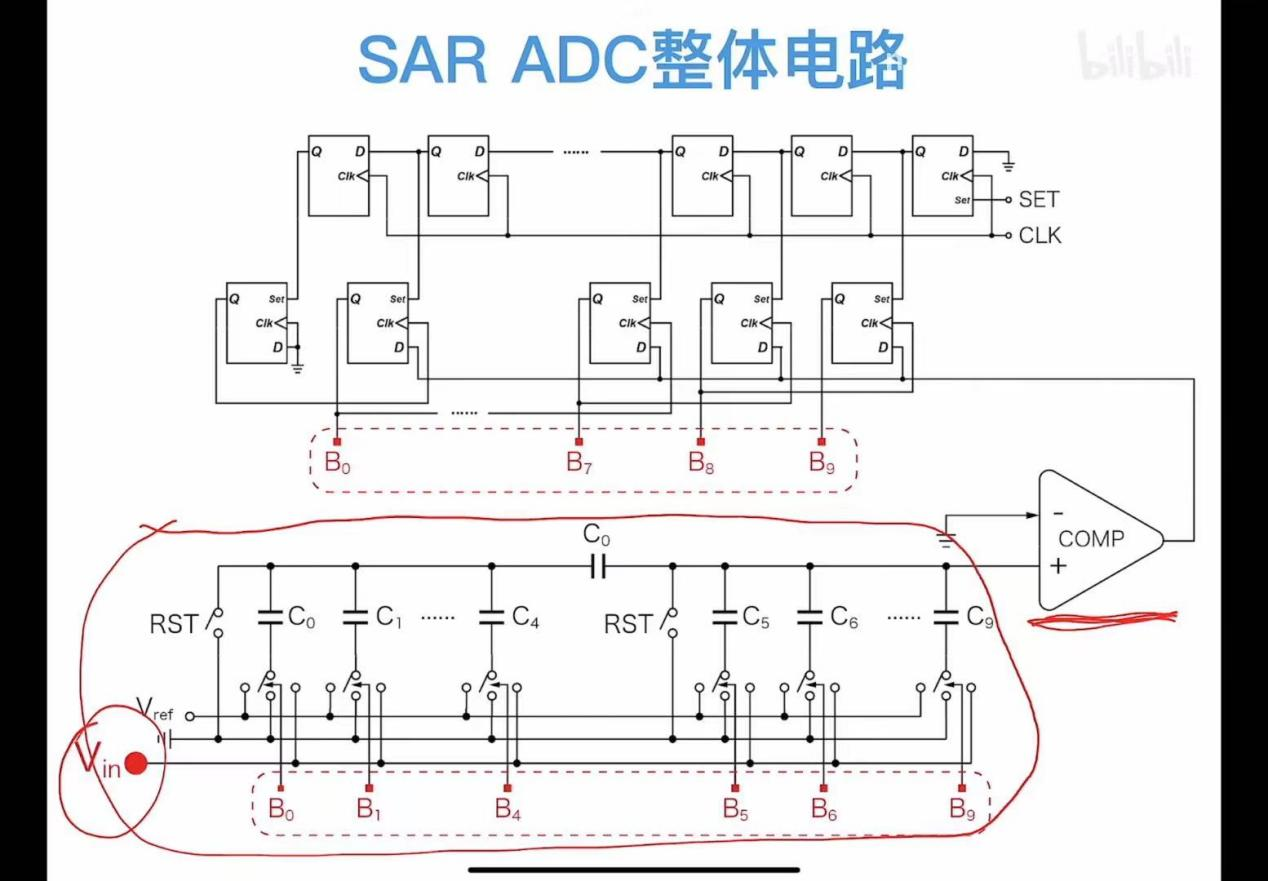 SAR ADC整体电路
bilibili
Q D Q D ...... Q D Q D Q D
Clk Clk Clk Clk Clk
Set SET
CLK
Q Set Q Set Q Set Q Set Q Set
Clk Clk Clk Clk Clk
D D D D D
......
B0 B7 B8 B9
C0
- COMP
+
RST C0 C1 ...... C4 RST C5 C6 ...... C9
Vref
Vin
B0 B1 B4 B5 B6 B9